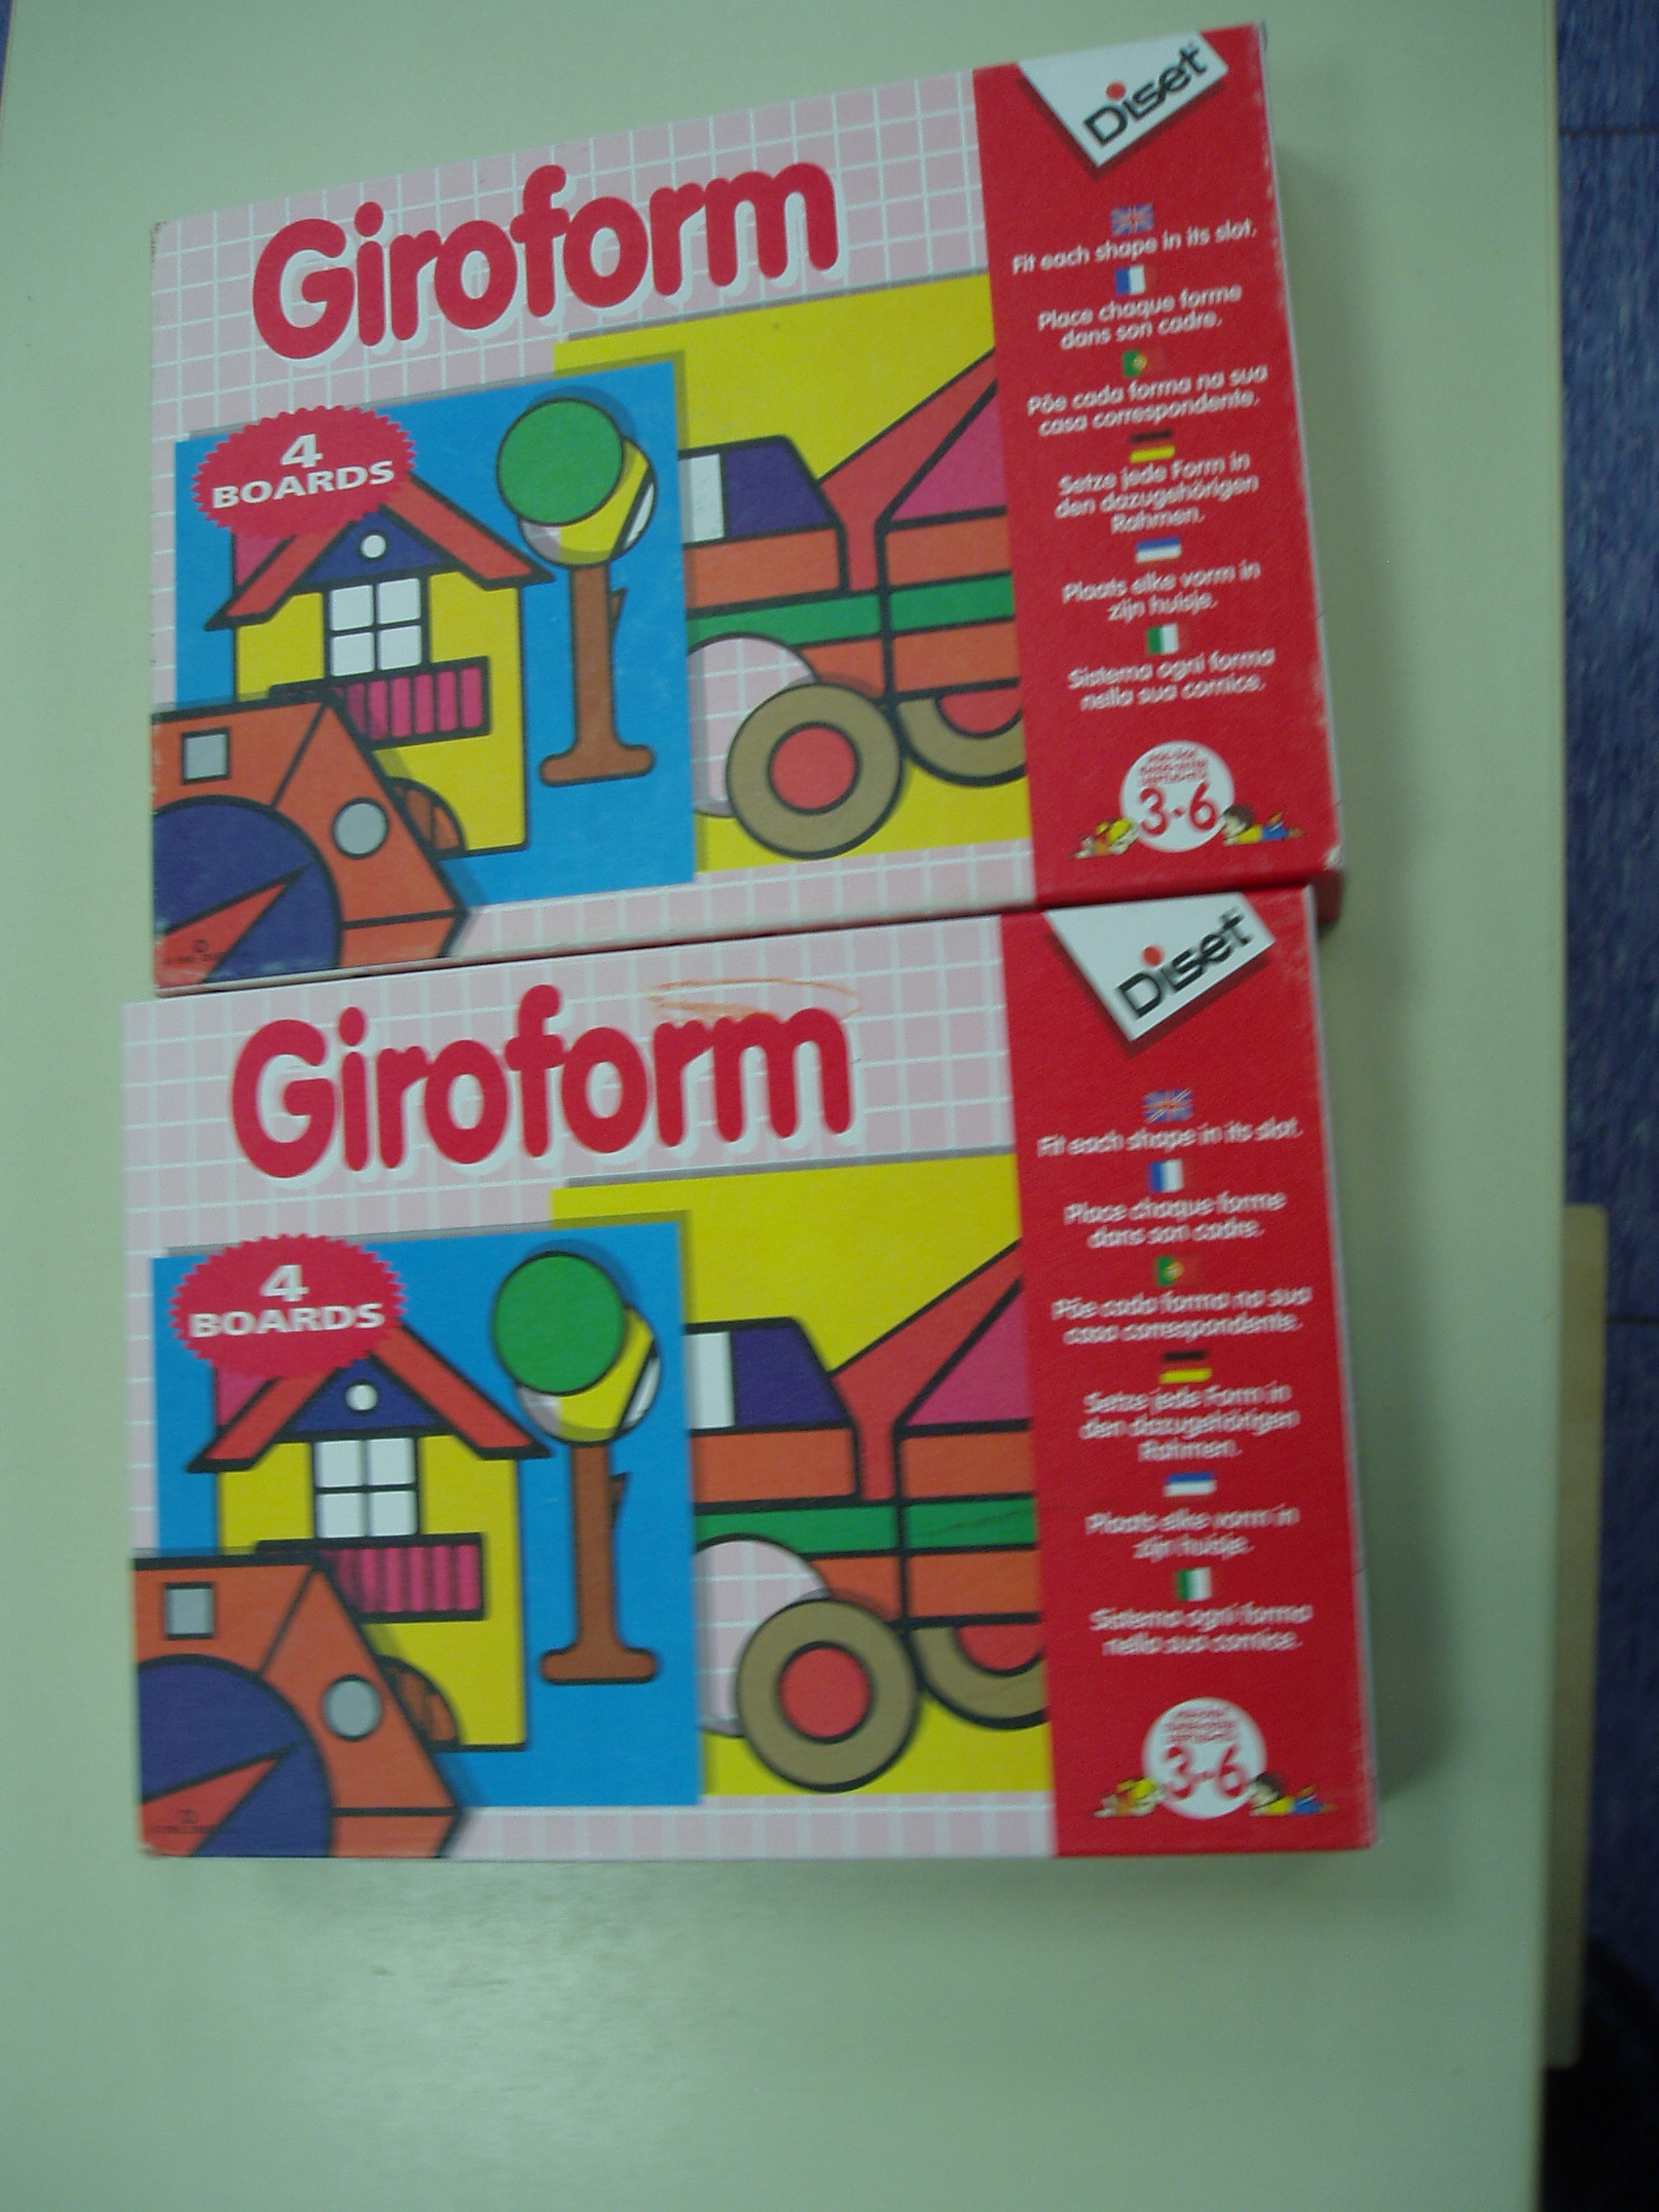 Diset
Giroform
4
BOARDS
Fit each shape in its slot.
Place chaque forme
dans son cadre.
Põe cada forma na sua
casa correspondente.
Setze jede Form in
den dazugehörigen
Rahmen.
Plaats elke vorm in
zijn huisje.
Sistema ogni forma
nella sua cornice.
3-6
Diset
Giroform
4
BOARDS
Fit each shape in its slot.
Place chaque forme
dans son cadre.
Põe cada forma na sua
casa correspondente.
Setze jede Form in
den dazugehörigen
Rahmen.
Plaats elke vorm in
zijn huisje.
Sistema ogni forma
nella sua cornice.
3-6